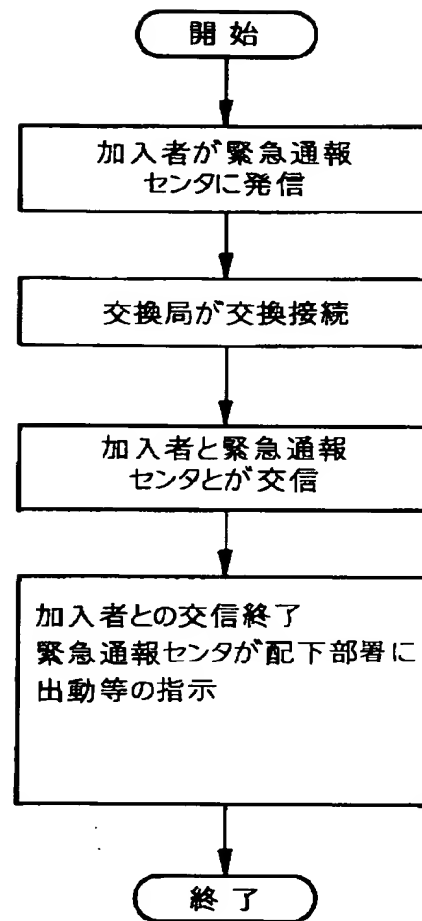 開始
加入者が緊急通報
センタに発信
交換局が交換接続
加入者と緊急通報
センタとが交信
加入者との交信終了
緊急通報センタが配下部署に
出動等の指示
終了